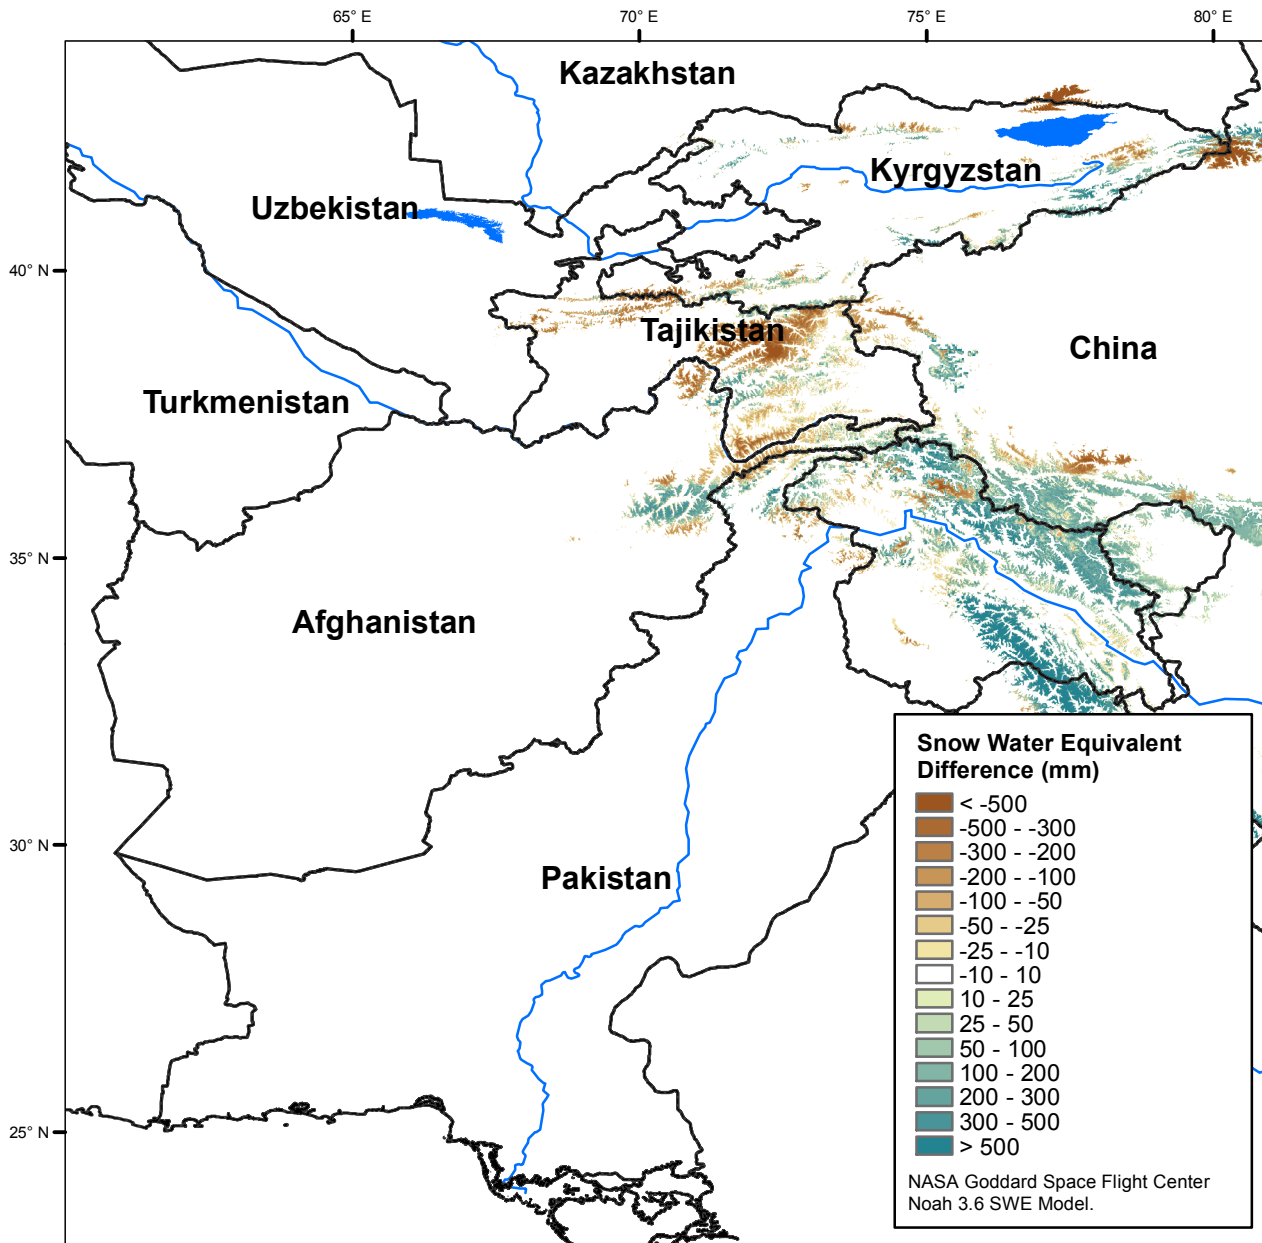 65° E
70° E
75° E
80° E
Kazakhstan
Kyrgyzstan
Uzbekistan
40° N
Tajikistan
China
Turkmenistan
35° N
Afghanistan
Snow Water Equivalent
Difference (mm)
< -500
-500 - -300
-300 - -200
-200 - -100
-100 - -50
-50 - -25
-25 - -10
-10 - 10
10 - 25
25 - 50
50 - 100
100 - 200
200 - 300
300 - 500
> 500
NASA Goddard Space Flight Center
Noah 3.6 SWE Model.
30° N
Pakistan
25° N